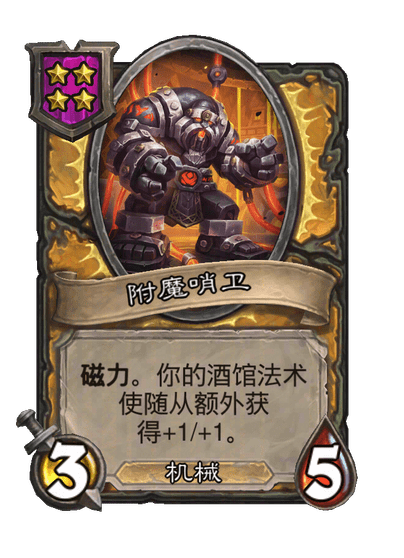 附魔哨卫
磁力。你的酒馆法术
使随从额外获
得+1/+1。
3
机械
5